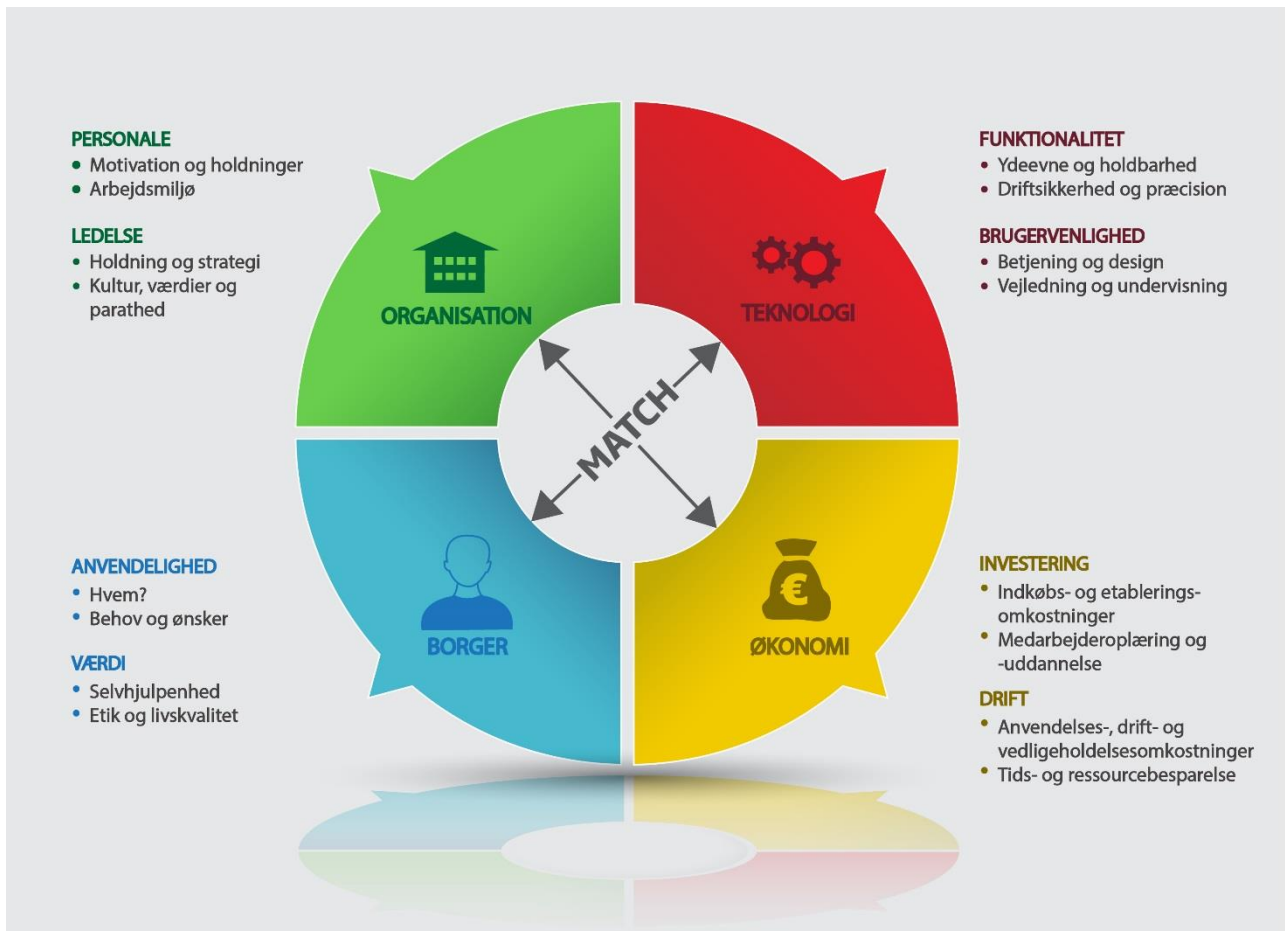 PERSONALE
• Motivation og holdninger
• Arbejdsmiljø
LEDELSE
• Holdning og strategi
• Kultur, værdier og
parathed
ORGANISATION
TEKNOLOGI
FUNKTIONALITET
• Ydeevne og holdbarhed
• Driftsikkerhed og præcision
BRUGERVENLIGHED
• Betjening og design
• Vejledning og undervisning
MATCH
ANVENDELIGHED
• Hvem?
• Behov og ønsker
VÆRDI
• Selvhjulpenhed
• Etik og livskvalitet
BORGER
€
ØKONOMI
INVESTERING
• Indkøbs- og etablerings-
omkostninger
• Medarbejderoplæring og
-uddannelse
DRIFT
• Anvendelses-, drift- og
vedligeholdelsesomkostninger
• Tids- og ressourcebesparelse